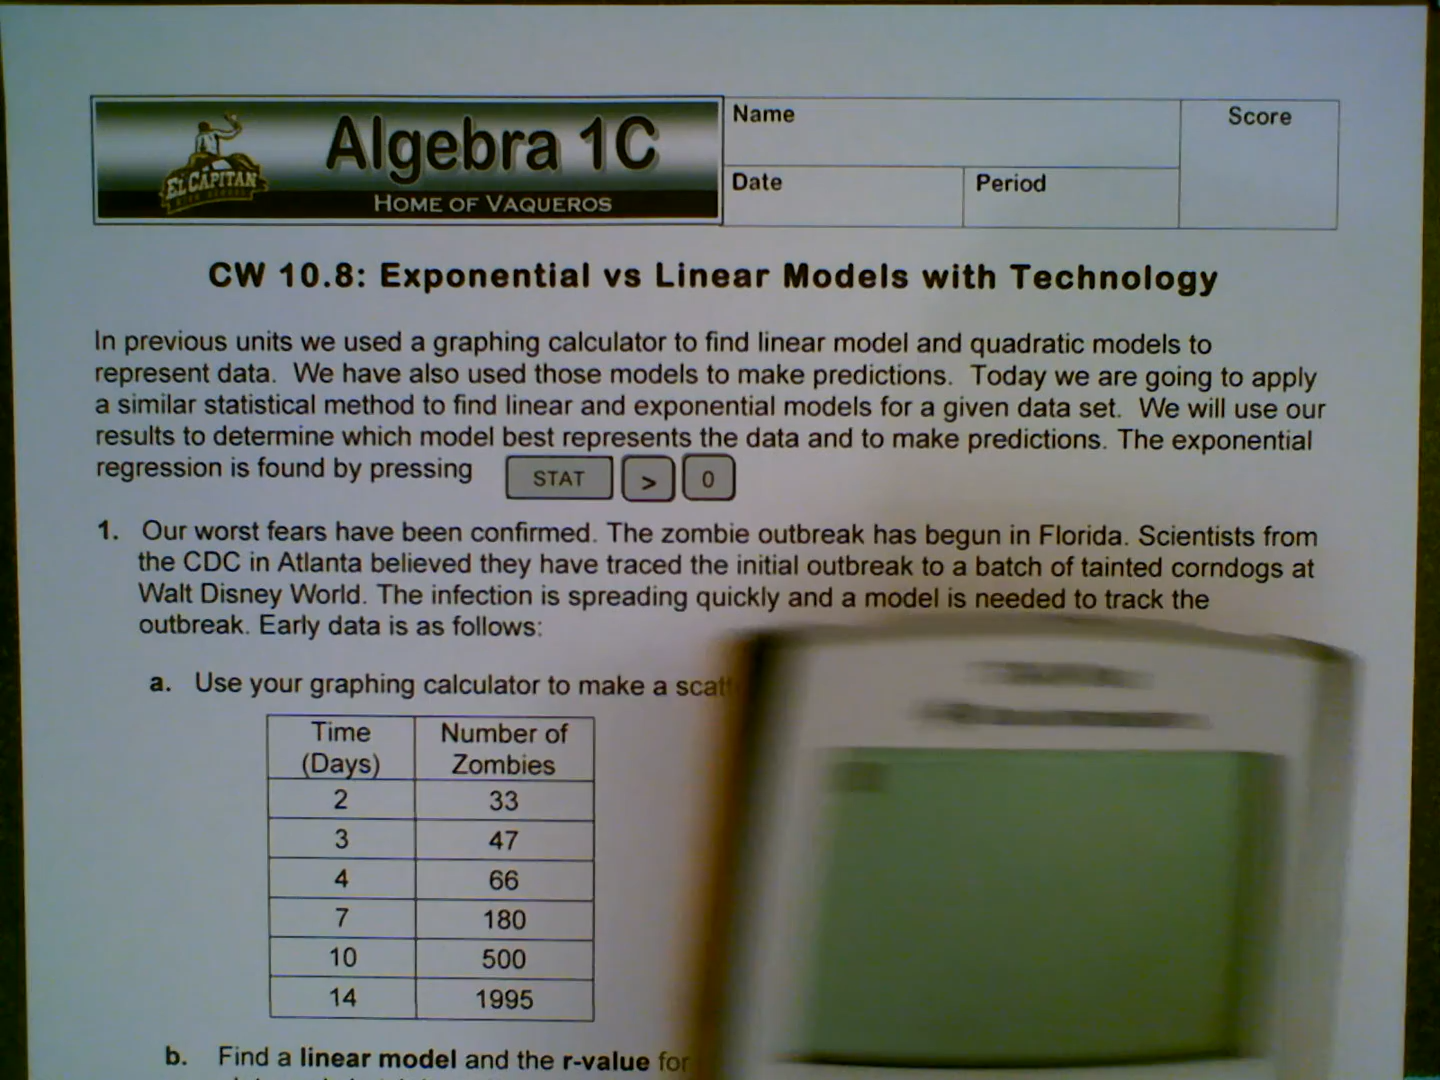 Algebra 1C
EL CAPITAN
HOME OF VAQUEROS
Name
Score
Date
Period
CW 10.8: Exponential vs Linear Models with Technology
In previous units we used a graphing calculator to find linear model and quadratic models to
represent data. We have also used those models to make predictions. Today we are going to apply
a similar statistical method to find linear and exponential models for a given data set. We will use our
results to determine which model best represents the data and to make predictions. The exponential
regression is found by pressing STAT > 0
1. Our worst fears have been confirmed. The zombie outbreak has begun in Florida. Scientists from
the CDC in Atlanta believed they have traced the initial outbreak to a batch of tainted corndogs at
Walt Disney World. The infection is spreading quickly and a model is needed to track the
outbreak. Early data is as follows:
a. Use your graphing calculator to make a scat
Time (Days) Number of Zombies
2 33
3 47
4 66
7 180
10 500
14 1995
b. Find a linear model and the r-value for